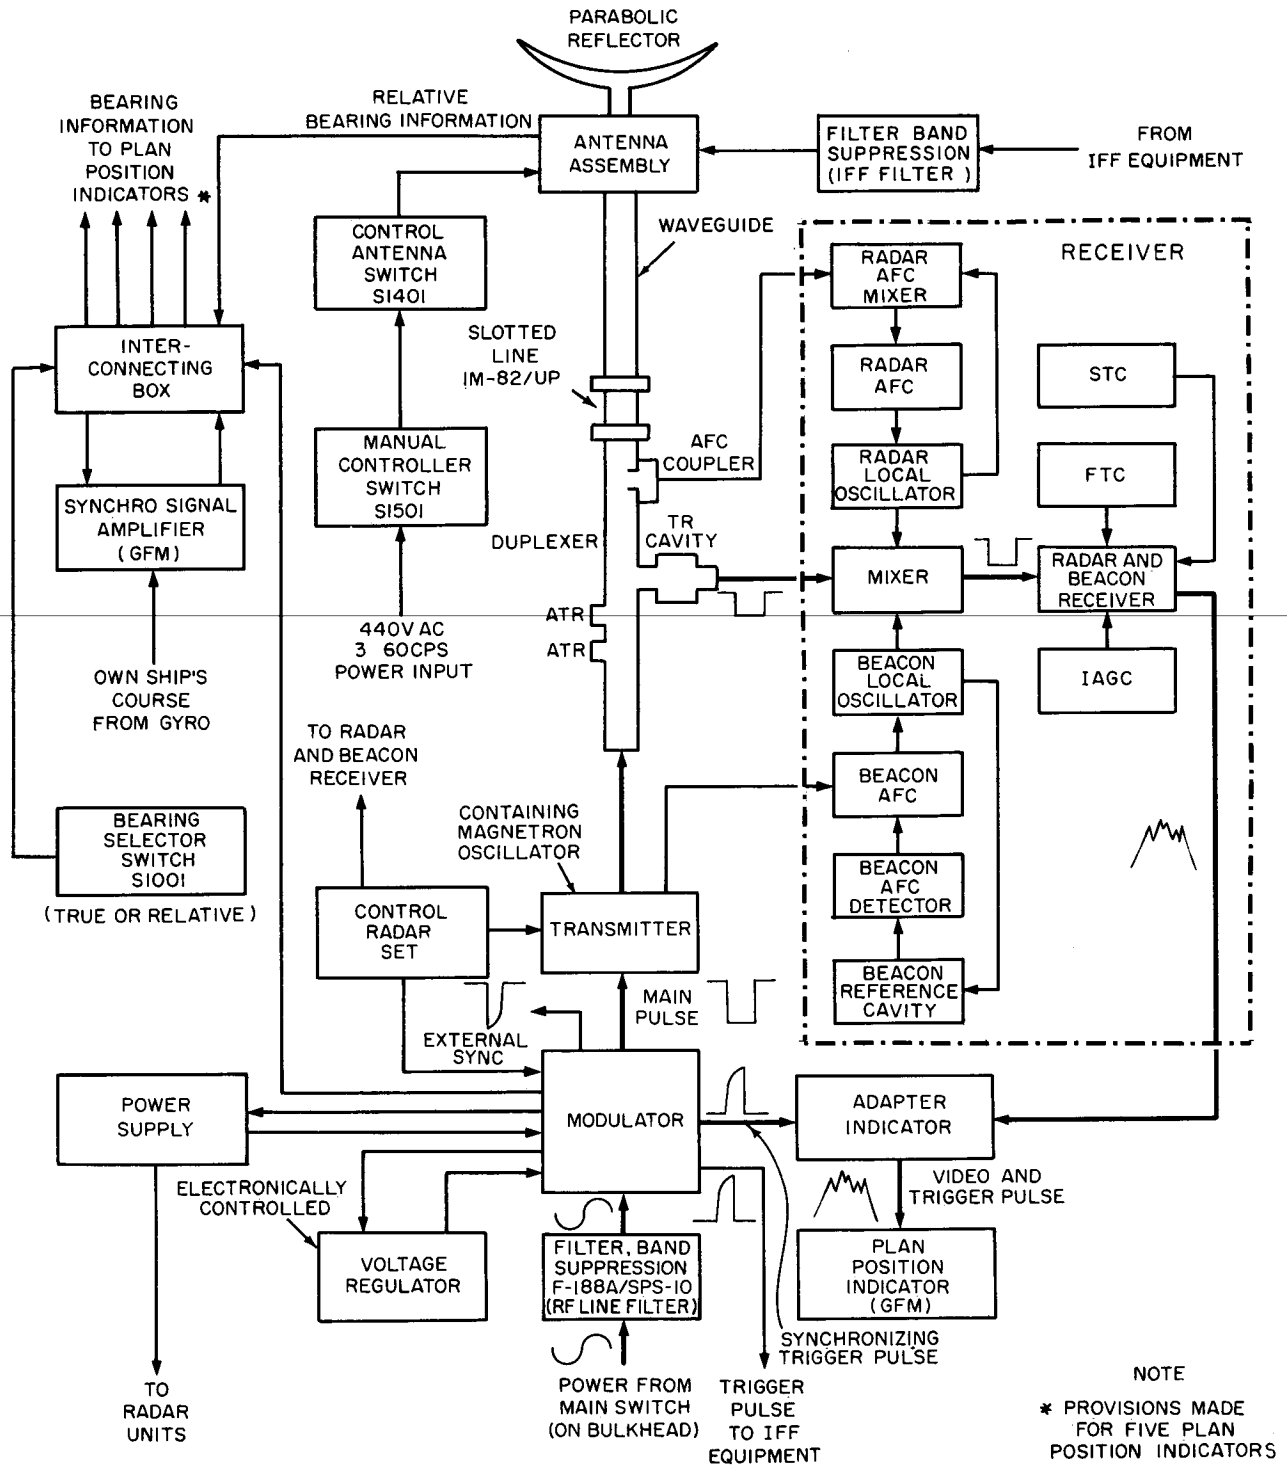 PARABOLIC
REFLECTOR
BEARING
INFORMATION
TO PLAN
POSITION
INDICATORS *
RELATIVE
BEARING INFORMATION
ANTENNA
ASSEMBLY
FILTER BAND
SUPPRESSION
(IFF FILTER)
FROM
IFF EQUIPMENT
CONTROL
ANTENNA
SWITCH
S1401
WAVEGUIDE
RECEIVER
RADAR
AFC
MIXER
INTER-
CONNECTING
BOX
SLOTTED
LINE
IM-82/UP
RADAR
AFC
STC
MANUAL
CONTROLLER
SWITCH
S1501
AFC
COUPLER
RADAR
LOCAL
OSCILLATOR
FTC
SYNCHRO SIGNAL
AMPLIFIER
(GFM)
DUPLEXER
TR
CAVITY
MIXER
RADAR AND
BEACON
RECEIVER
ATR
ATR
440V AC
3 60CPS
POWER INPUT
OWN SHIP'S
COURSE
FROM GYRO
BEACON
LOCAL
OSCILLATOR
IAGC
TO RADAR
AND BEACON
RECEIVER
BEACON
AFC
BEARING
SELECTOR
SWITCH
S1001
(TRUE OR RELATIVE)
CONTAINING
MAGNETRON
OSCILLATOR
BEACON
AFC
DETECTOR
CONTROL
RADAR
SET
TRANSMITTER
BEACON
REFERENCE
CAVITY
MAIN
PULSE
EXTERNAL
SYNC
POWER
SUPPLY
MODULATOR
ADAPTER
INDICATOR
ELECTRONICALLY
CONTROLLED
VIDEO AND
TRIGGER PULSE
VOLTAGE
REGULATOR
FILTER, BAND
SUPPRESSION
F-188A/SPS-10
(RF LINE FILTER)
PLAN
POSITION
INDICATOR
(GFM)
SYNCHRONIZING
TRIGGER PULSE
TO
RADAR
UNITS
POWER FROM
MAIN SWITCH
(ON BULKHEAD)
TRIGGER
PULSE
TO IFF
EQUIPMENT
NOTE
* PROVISIONS MADE
FOR FIVE PLAN
POSITION INDICATORS